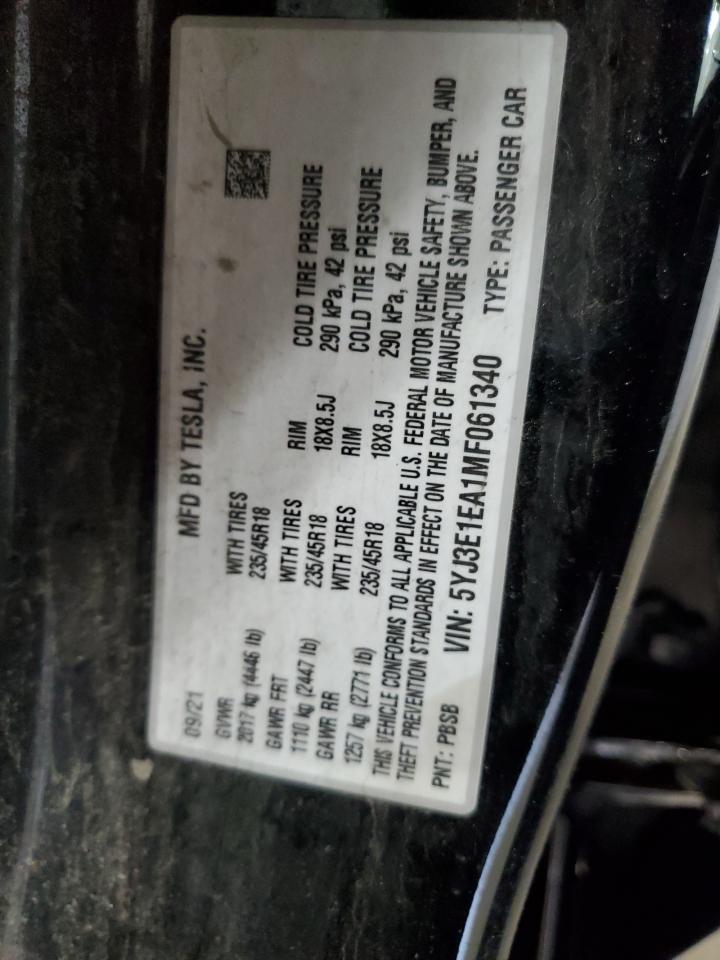 09/21 MFD BY TESLA, INC.
GVWR WITH TIRES
2017 kg (4446 lb) 235/45R18
GAWR FRT WITH TIRES RIM COLD TIRE PRESSURE
1110 kg (2447 lb) 235/45R18 18X8.5J 290 kPa, 42 psi
GAWR RR WITH TIRES RIM COLD TIRE PRESSURE
1257 kg (2771 lb) 235/45R18 18X8.5J 290 kPa, 42 psi
THIS VEHICLE CONFORMS TO ALL APPLICABLE U.S. FEDERAL MOTOR VEHICLE SAFETY, BUMPER, AND
THEFT PREVENTION STANDARDS IN EFFECT ON THE DATE OF MANUFACTURE SHOWN ABOVE.
PNT: PBSB VIN: 5YJ3E1EA1MF061340 TYPE: PASSENGER CAR